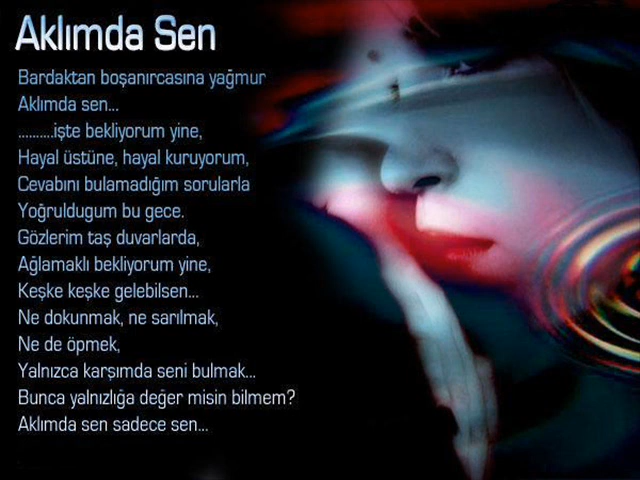 Aklımda Sen
Bardaktan boşanırcasına yağmur
Aklımda sen...
..........işte bekliyorum yine,
Hayal üstüne, hayal kuruyorum,
Cevabını bulamadığım sorularla
Yoğruldugum bu gece.
Gözlerim taş duvarlarda,
Ağlamaklı bekliyorum yine,
Keşke keşke gelebilsen...
Ne dokunmak, ne sarılmak,
Ne de öpmek,
Yalnızca karşımda seni bulmak...
Bunca yalnızlığa değer misin bilmem?
Aklımda sen sadece sen...